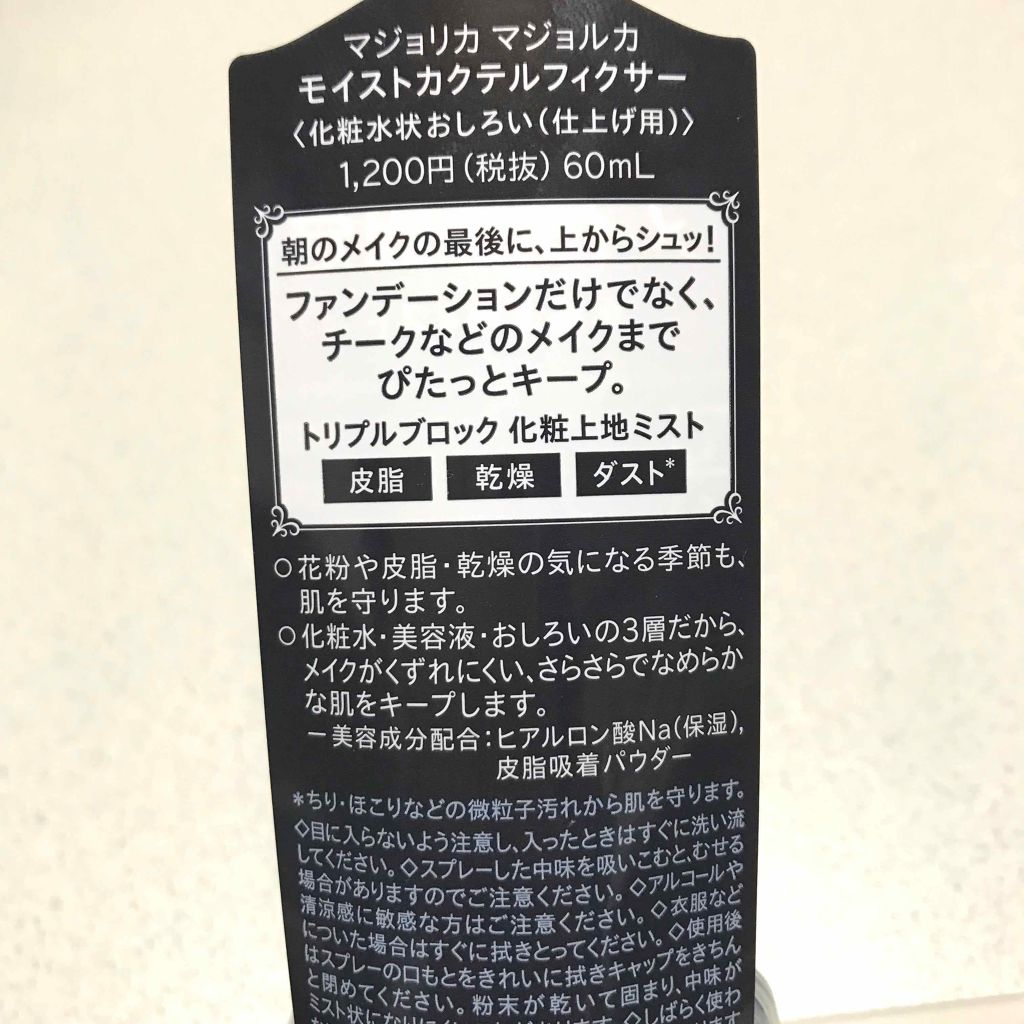 マジョリカ マジョルカ
モイストカクテルフィクサー
〈化粧水状おしろい(仕上げ用)〉
1,200円(税抜) 60mL
朝のメイクの最後に、上からシュッ!
ファンデーションだけでなく、
チークなどのメイクまで
ぴたっとキープ。
トリプルブロック 化粧上地ミスト
皮脂 乾燥 ダスト*
○花粉や皮脂・乾燥の気になる季節も、
肌を守ります。
○化粧水・美容液・おしろいの3層だから、
メイクがくずれにくい、さらさらでなめらか
な肌をキープします。
－美容成分配合:ヒアルロン酸Na(保湿)、
皮脂吸着パウダー
*ちり・ほこりなどの微粒子汚れから肌を守ります。
◇目に入らないよう注意し、入ったときはすぐに洗い流
してください。◇スプレーした中味を吸いこむと、むせる
場合がありますのでご注意ください。◇アルコールや
清涼感に敏感な方はご注意ください。◇衣服など
についた場合はすぐに拭きとってください。◇使用後
はスプレーの口もとをきれいに拭きキャップをきちん
と閉めてください。粉末が乾いて固まり、中味が
ミスト状になりにく
◇しばらく使わ